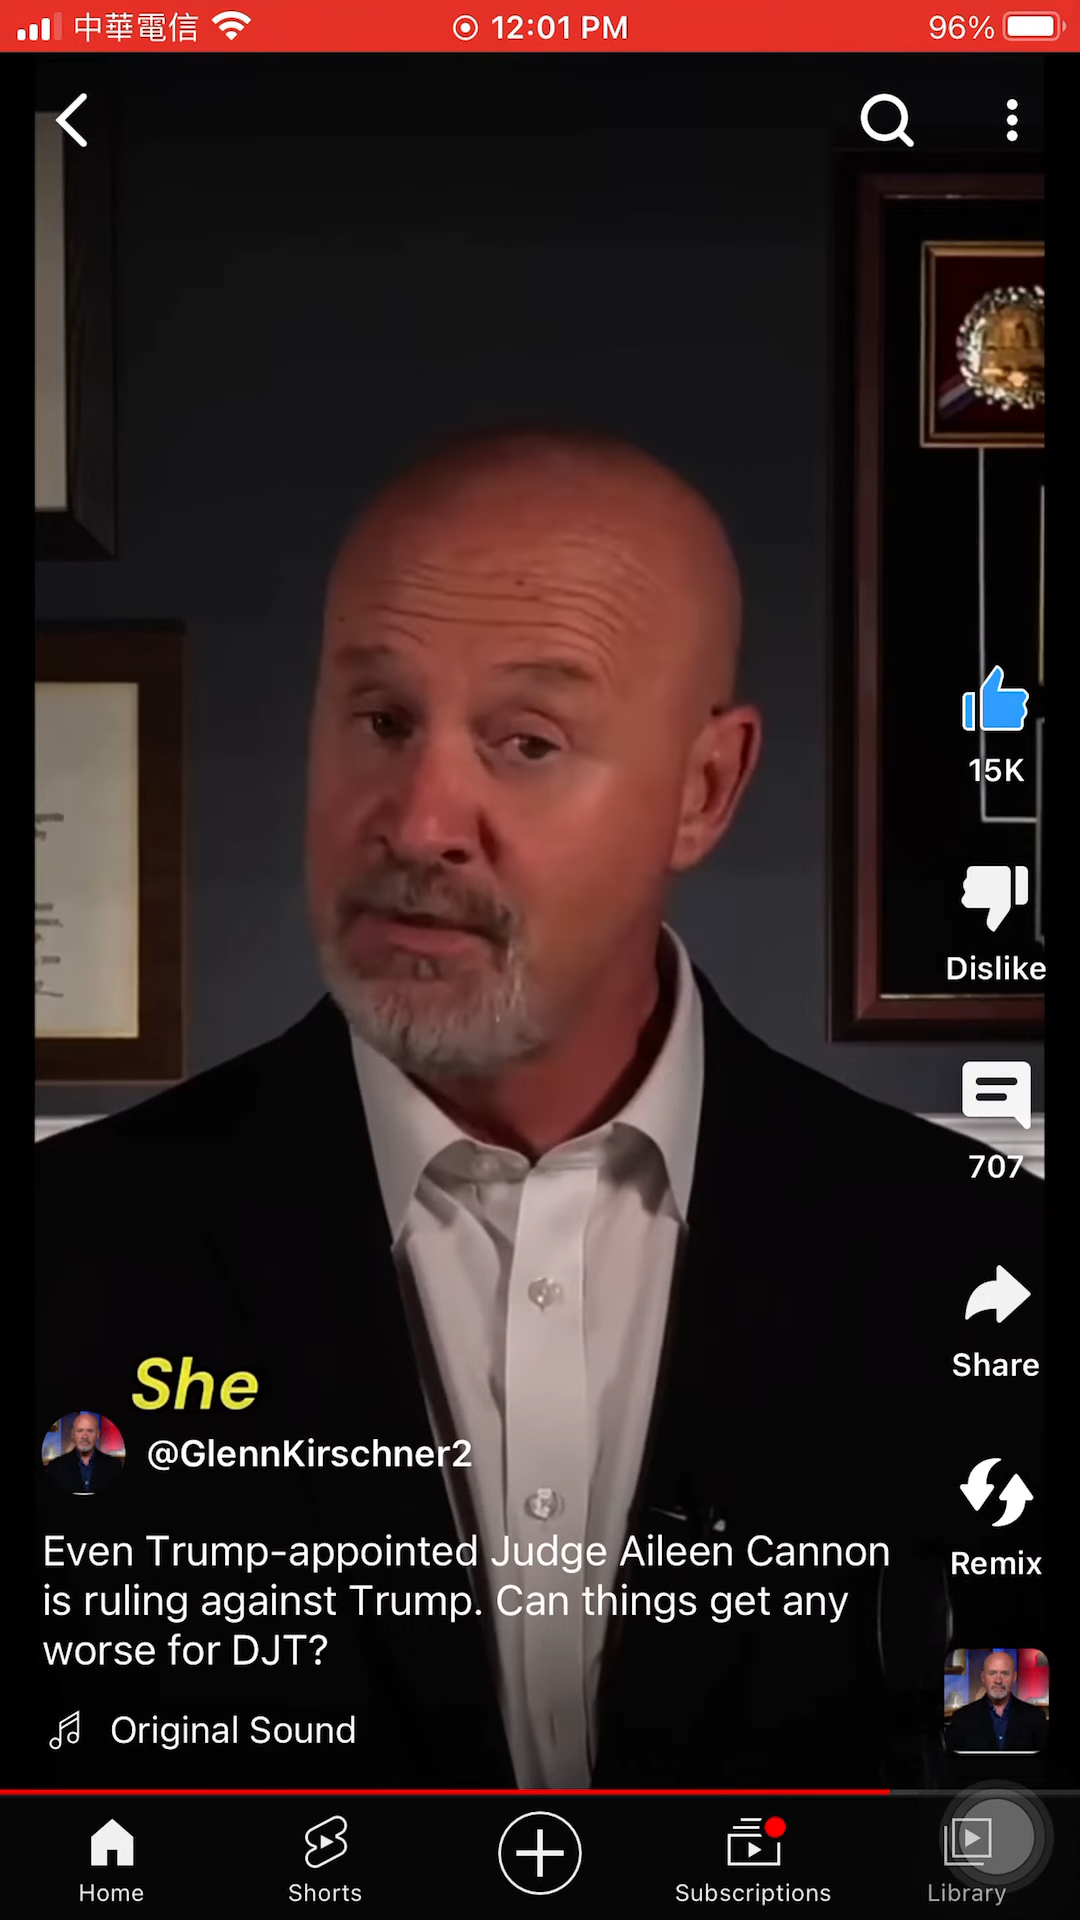 中華電信 12:01 PM 96%
15K
Dislike
707
Share
She
@GlennKirschner2
Even Trump-appointed Judge Aileen Cannon
is ruling against Trump. Can things get any
worse for DJT?
Remix
Original Sound
Home Shorts Subscriptions Library